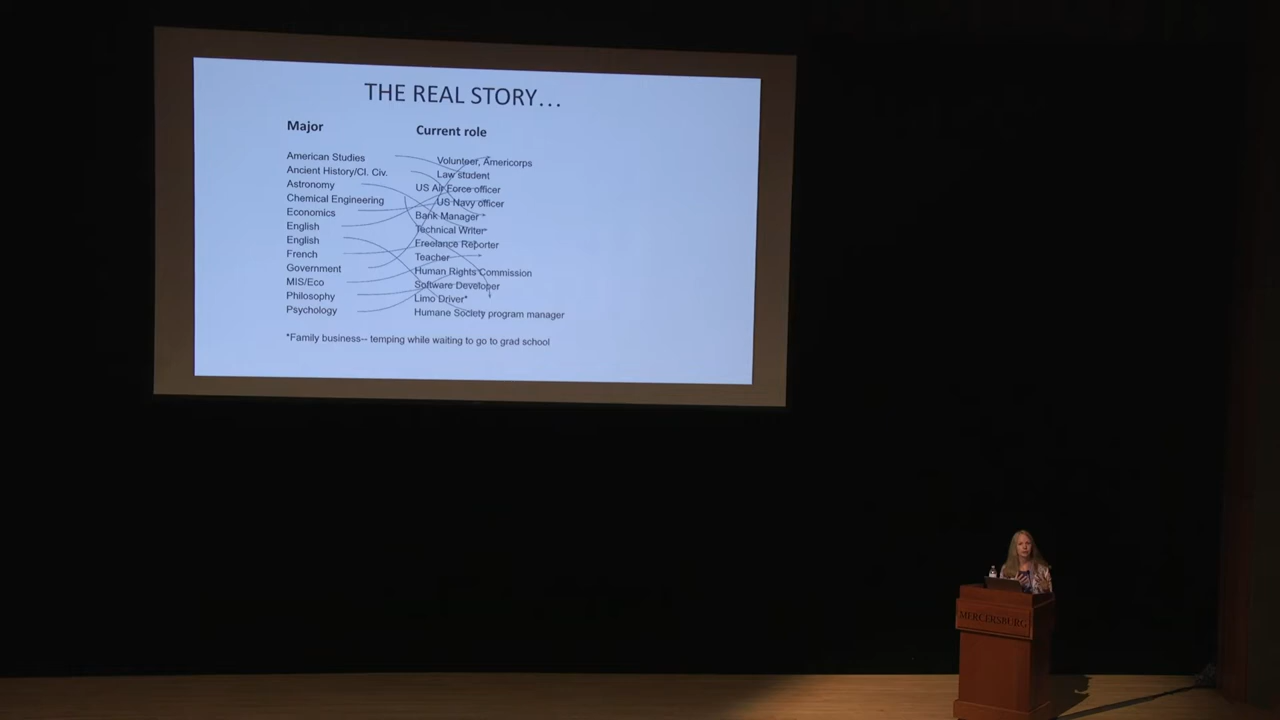 THE REAL STORY...
Major
Current role
American Studies
Ancient History/Cl. Civ.
Astronomy
Chemical Engineering
Economics
English
English
French
Government
MIS/Eco
Philosophy
Psychology
Volunteer, Americorps
Law student
US Air Force officer
US Navy officer
Bank Manager *
Technical Writer*
Freelance Reporter
Teacher
Human Rights Commission
Software Developer
Limo Driver*
Humane Society program manager
*Family business-- temping while waiting to go to grad school
MERCERSBURG